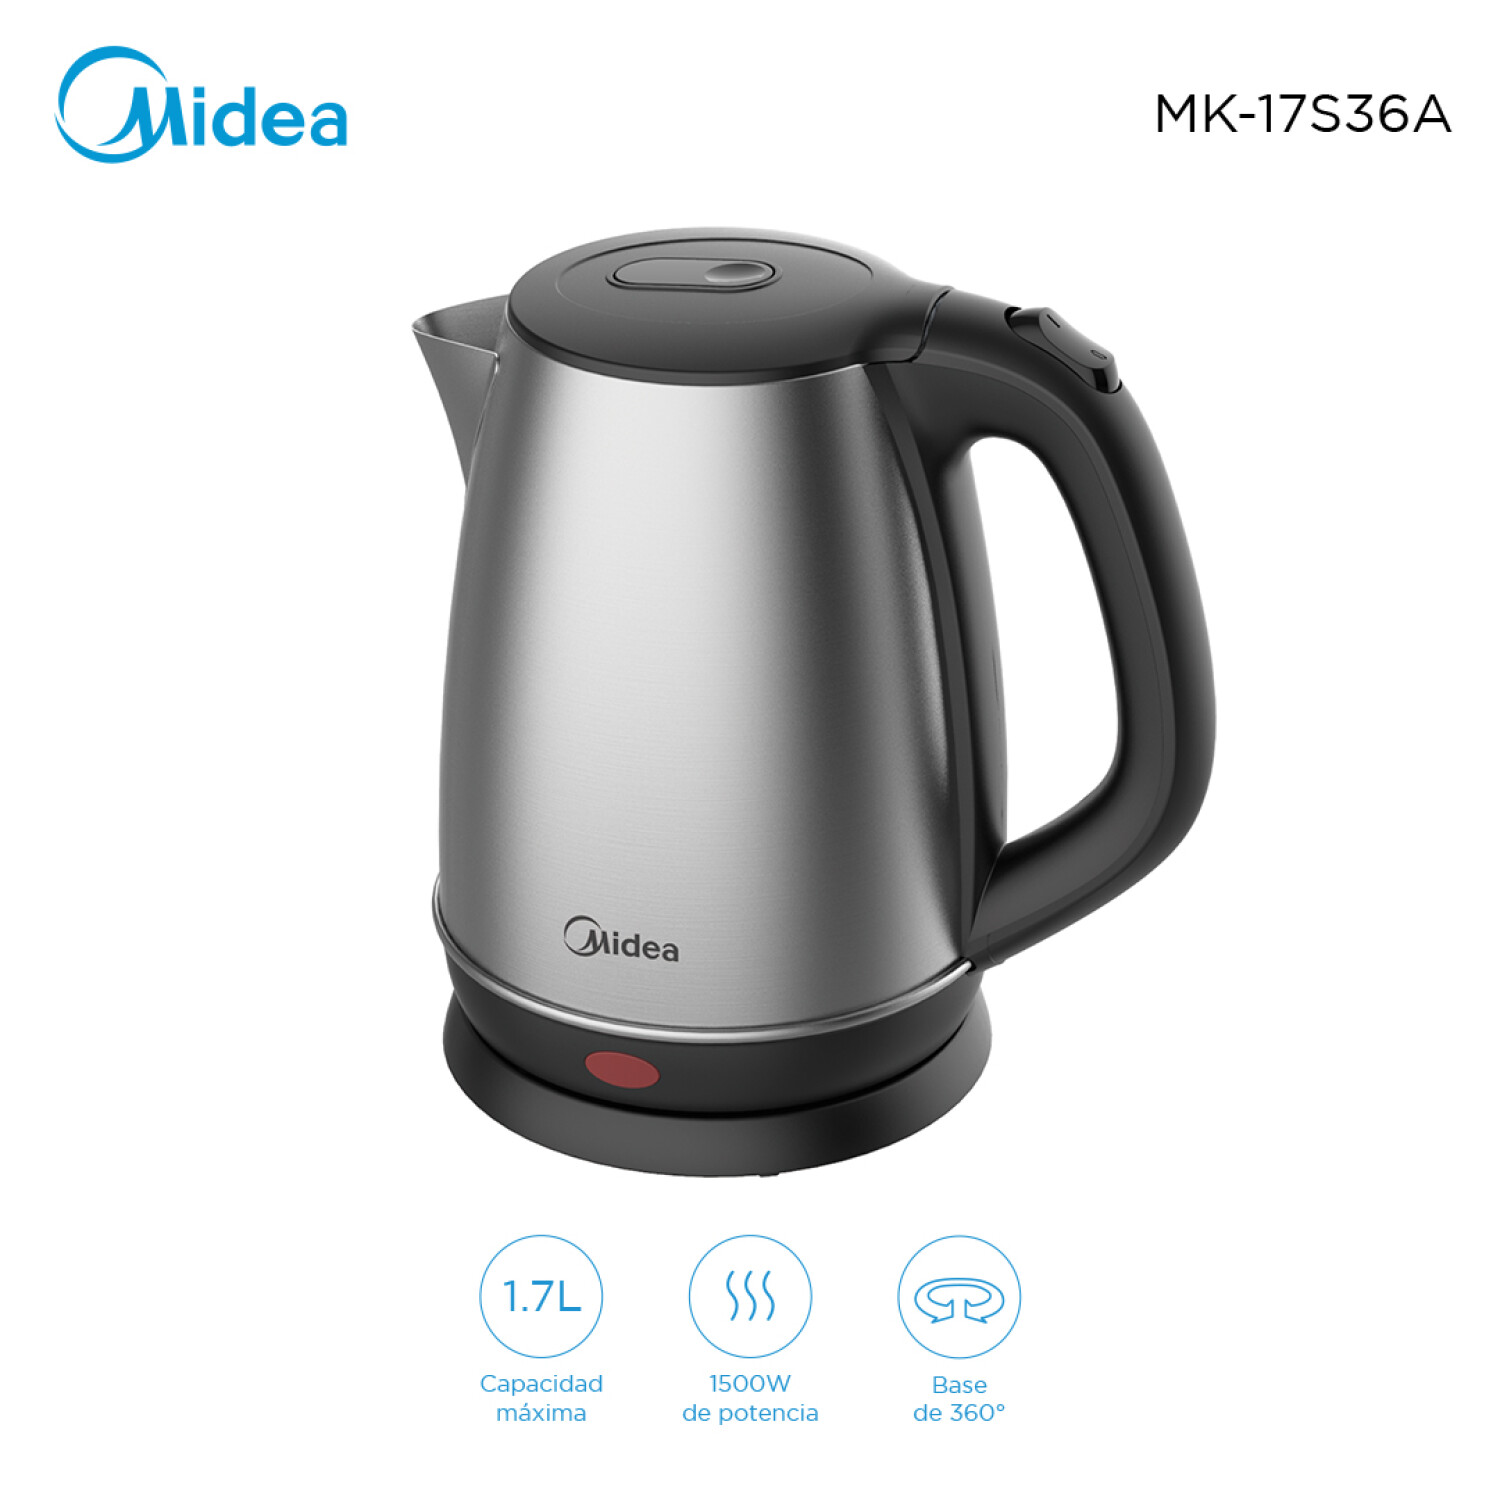 Midea
MK-17S36A
Midea
1.7L
Capacidad
máxima
1500W
de potencia
Base
de 360°